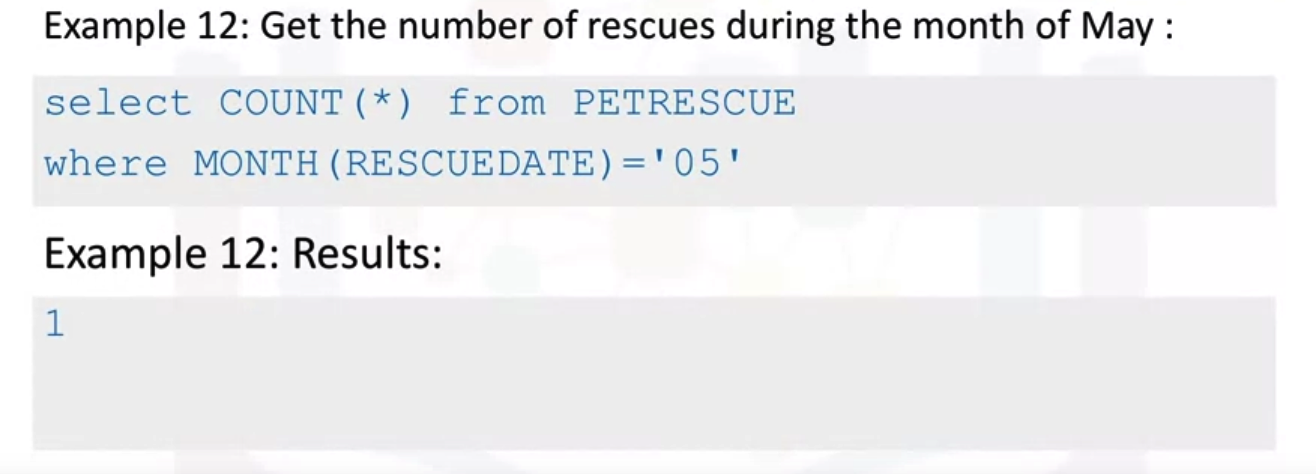 Example 12: Get the number of rescues during the month of May :
select COUNT(*) from PETRESCUE
where MONTH(RESCUEDATE)='05'
Example 12: Results:
1